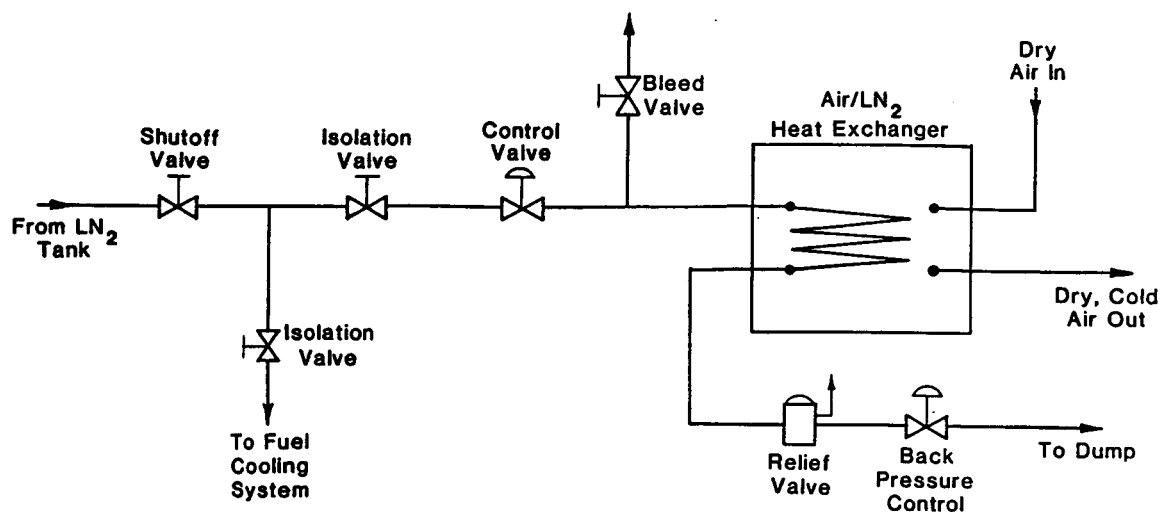 Dry
Air In
Bleed
Valve
Air/LN2
Heat Exchanger
Shutoff
Valve
Isolation
Valve
Control
Valve
From LN2
Tank
Dry, Cold
Air Out
Isolation
Valve
To Fuel
Cooling
System
Relief
Valve
Back
Pressure
Control
To Dump